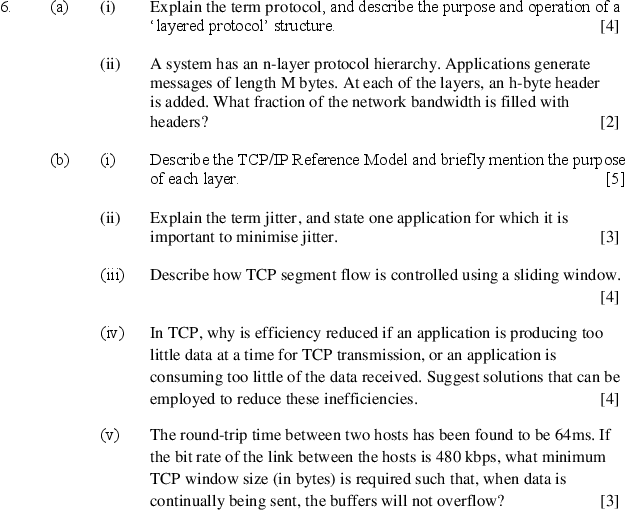 6. (a) (i) Explain the term protocol, and describe the purpose and operation of a
'layered protocol' structure. [4]
(ii) A system has an n-layer protocol hierarchy. Applications generate
messages of length M bytes. At each of the layers, an h-byte header
is added. What fraction of the network bandwidth is filled with
headers? [2]
(b) (i) Describe the TCP/IP Reference Model and briefly mention the purpose
of each layer. [5]
(ii) Explain the term jitter, and state one application for which it is
important to minimise jitter. [3]
(iii) Describe how TCP segment flow is controlled using a sliding window.
[4]
(iv) In TCP, why is efficiency reduced if an application is producing too
little data at a time for TCP transmission, or an application is
consuming too little of the data received. Suggest solutions that can be
employed to reduce these inefficiencies. [4]
(v) The round-trip time between two hosts has been found to be 64ms. If
the bit rate of the link between the hosts is 480 kbps, what minimum
TCP window size (in bytes) is required such that, when data is
continually being sent, the buffers will not overflow? [3]